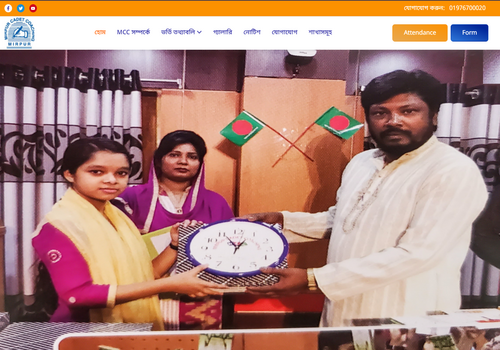 যোগাযোগ করুন: 01976700020
MIRPUR CADET COACHING
MIRPUR
হোম MCC সম্পর্কে ভর্তি তথ্যাবলি গ্যালারি নোটিশ যোগাযোগ শাখাসমূহ
Attendance Form